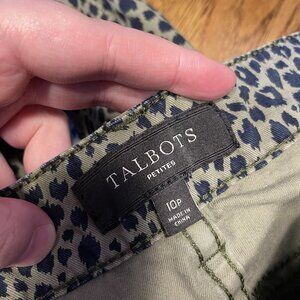 TALBOTS
PETITES
10P
MADE IN
CHINA